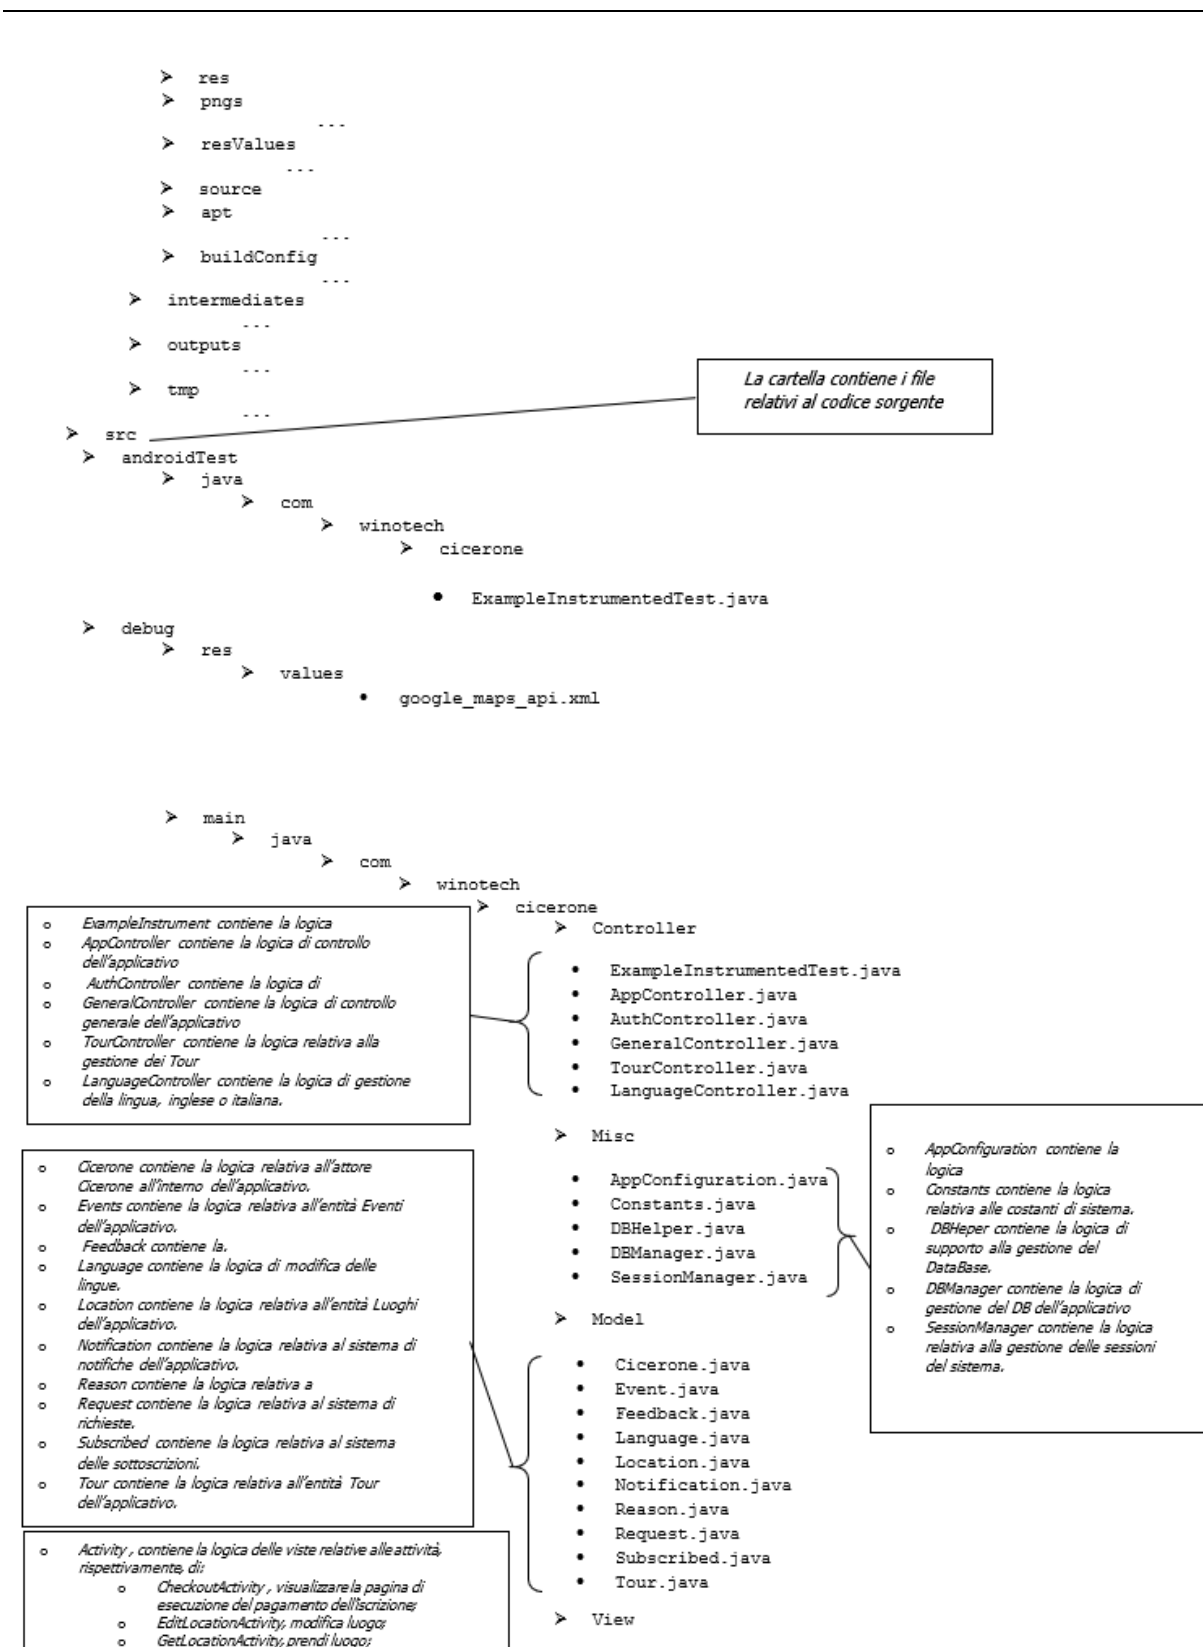 res
pngs
...
resValues
...
source
apt
...
buildConfig
...
intermediates
...
outputs
...
tmp
...
La cartella contiene i file
relativi al codice sorgente
src
androidTest
java
com
winotech
cicerone
ExampleInstrumentedTest.java
debug
res
values
google_maps_api.xml
main
java
com
winotech
cicerone
Controller
ExampleInstrumentedTest.java
AppController.java
AuthController.java
GeneralController.java
TourController.java
LanguageController.java
ExampleInstrument contiene la logica
AppController contiene la logica di controllo
dell'applicativo
AuthController contiene la logica di
GeneralController contiene la logica di controllo
generale dell'applicativo
TourController contiene la logica relativa alla
gestione dei Tour
LanguageController contiene la logica di gestione
della lingua, inglese o italiana.
Misc
AppConfiguration.java
Constants.java
DBHelper.java
DBManager.java
SessionManager.java
AppConfiguration contiene la
logica
Constants contiene la logica
relativa alle costanti di sistema.
DBHeper contiene la logica di
supporto alla gestione del
DataBase.
DBManager contiene la logica di
gestione del DB dell'applicativo
SessionManager contiene la logica
relativa alla gestione delle sessioni
del sistema.
Model
Cicerone.java
Event.java
Feedback.java
Language.java
Location.java
Notification.java
Reason.java
Request.java
Subscribed.java
Tour.java
Cicerone contiene la logica relativa all'attore
Cicerone all'interno dell'applicativo.
Events contiene la logica relativa all'entità Eventi
dell'applicativo.
Feedback contiene la.
Language contiene la logica di modifica delle
lingue.
Location contiene la logica relativa all'entità Luoghi
dell'applicativo.
Notification contiene la logica relativa al sistema di
notifiche dell'applicativo.
Reason contiene la logica relativa a
Request contiene la logica relativa al sistema di
richieste.
Subscribed contiene la logica relativa al sistema
delle sottoscrizioni.
Tour contiene la logica relativa all'entità Tour
dell'applicativo.
View
Activity , contiene la logica delle viste relative alle attività,
rispettivamente, di:
CheckoutActivity , visualizzare la pagina di
esecuzione del pagamento dell'iscrizione;
EditLocationActivity, modifica luogo;
GetLocationActivity, prendi luogo;